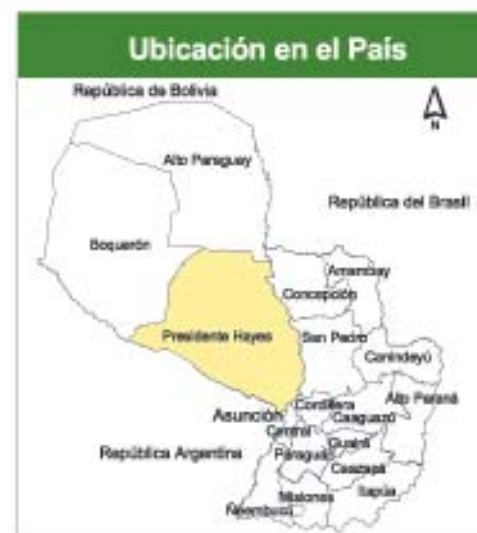 Ubicación en el País
República de Bolivia
N
Alto Paraguay
República del Brasil
Boquerón
Amambay
Concepción
Presidente Hayes
San Pedro
Canindeyú
Alto Paraná
Cordillera
Asunción
Caaguazú
Central
Guairá
República Argentina
Paraguarí
Caazapá
Itapúa
Misiones
Ñeembucú